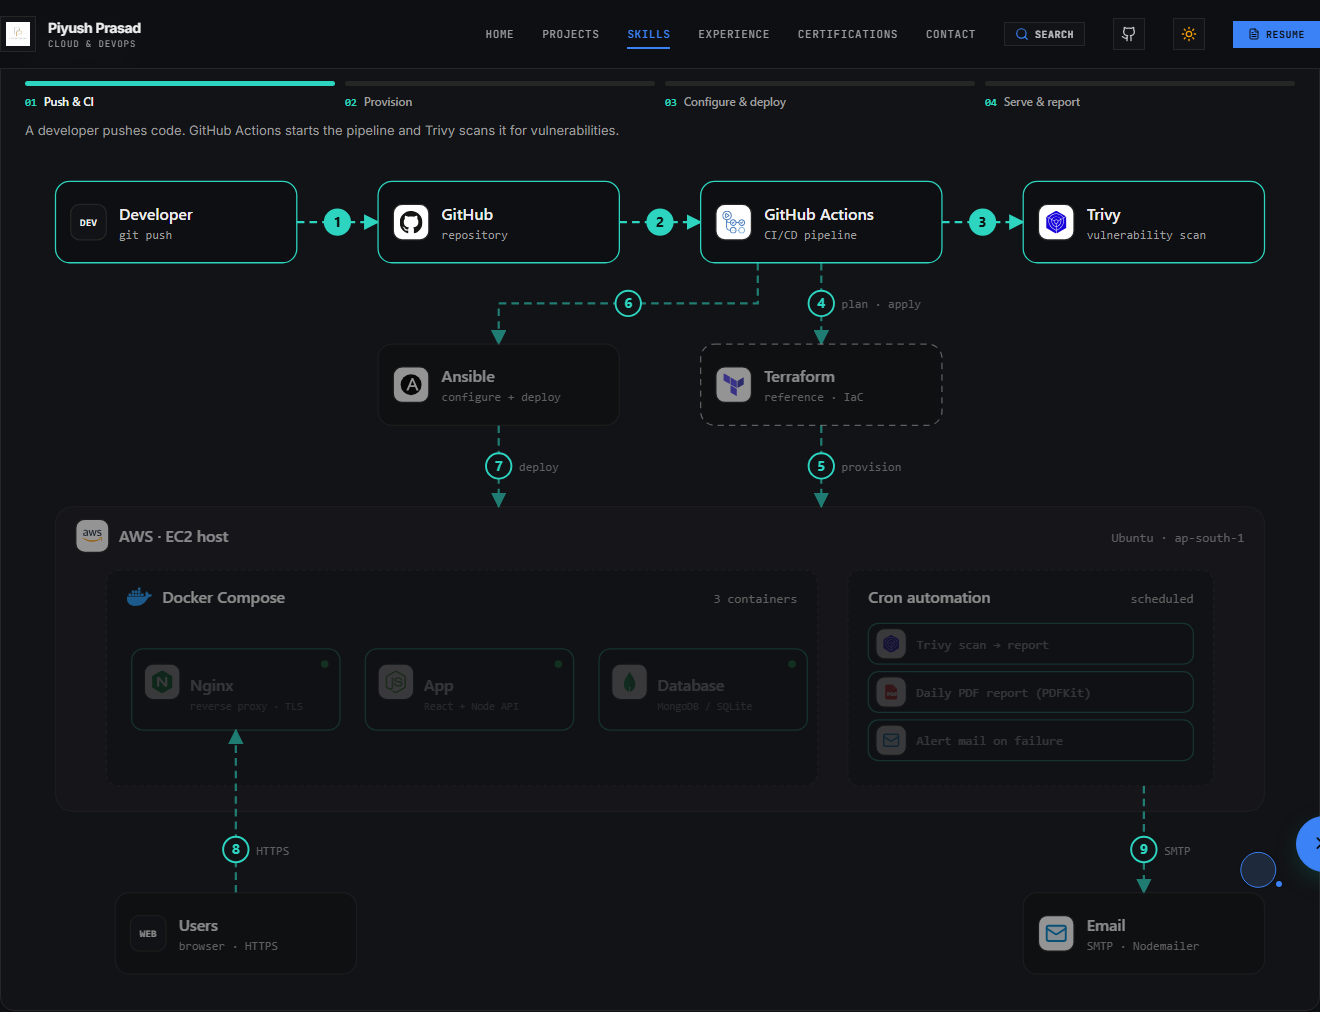 Piyush Prasad
CLOUD & DEVOPS
HOME PROJECTS SKILLS EXPERIENCE CERTIFICATIONS CONTACT SEARCH RESUME
01 Push & CI
02 Provision
03 Configure & deploy
04 Serve & report
A developer pushes code. GitHub Actions starts the pipeline and Trivy scans it for vulnerabilities.
DEV
Developer
git push
1
GitHub
repository
2
GitHub Actions
CI/CD pipeline
3
Trivy
vulnerability scan
6
4 plan · apply
A
Ansible
configure + deploy
Terraform
reference · IaC
7 deploy
5 provision
aws
AWS · EC2 host
Ubuntu · ap-south-1
Docker Compose
3 containers
N
Nginx
reverse proxy · TLS
JS
App
React + Node API
Database
MongoDB / SQLite
Cron automation
scheduled
Trivy scan → report
PDF
Daily PDF report (PDFKit)
Alert mail on failure
8 HTTPS
9 SMTP
WEB
Users
browser · HTTPS
Email
SMTP · Nodemailer